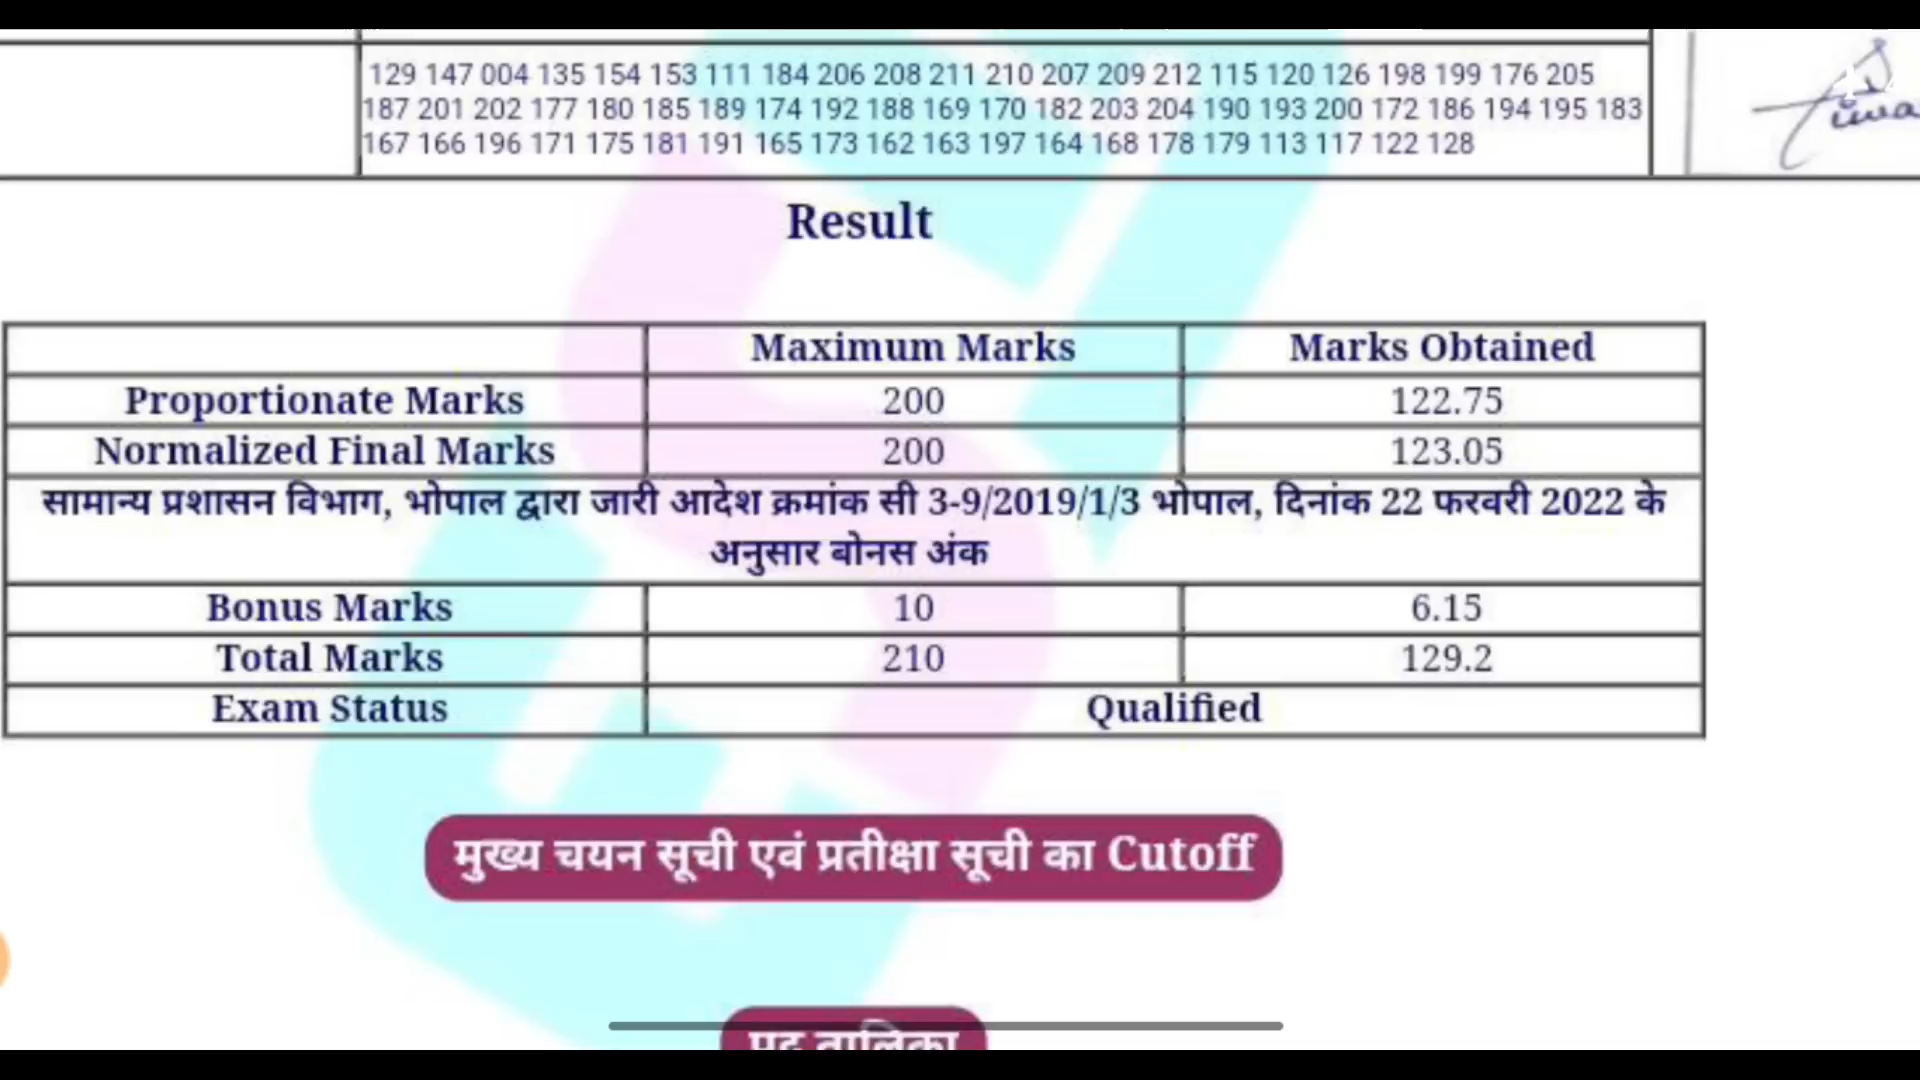 129 147 004 135 154 153 111 184 206 208 211 210 207 209 212 115 120 126 198 199 176 205
187 201 202 177 180 185 189 174 192 188 169 170 182 203 204 190 193 200 172 186 194 195 183
167 166 196 171 175 181 191 165 173 162 163 197 164 168 178 179 113 117 122 128
Result
Maximum Marks Marks Obtained
Proportionate Marks 200 122.75
Normalized Final Marks 200 123.05
सामान्य प्रशासन विभाग, भोपाल द्वारा जारी आदेश क्रमांक सी 3-9/2019/1/3 भोपाल, दिनांक 22 फरवरी 2022 के
अनुसार बोनस अंक
Bonus Marks 10 6.15
Total Marks 210 129.2
Exam Status Qualified
मुख्य चयन सूची एवं प्रतीक्षा सूची का Cutoff
पद तालिका